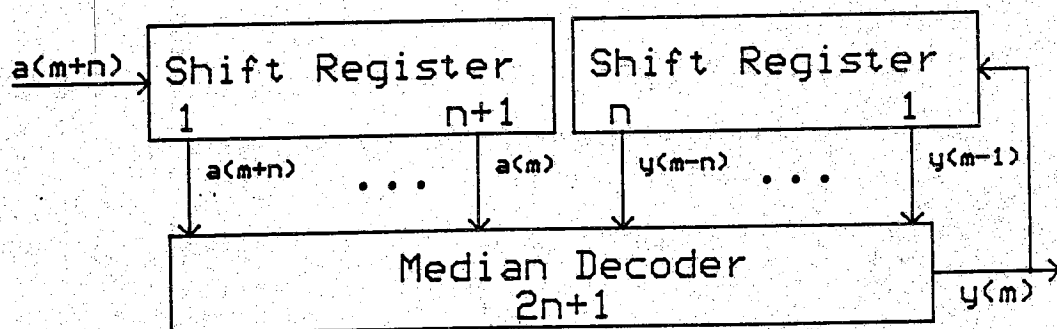 a(m+n)
Shift Register
1 n+1
Shift Register
n 1
a(m+n) ... a(m) y(m-n) ... y(m-1)
Median Decoder
2n+1
y(m)